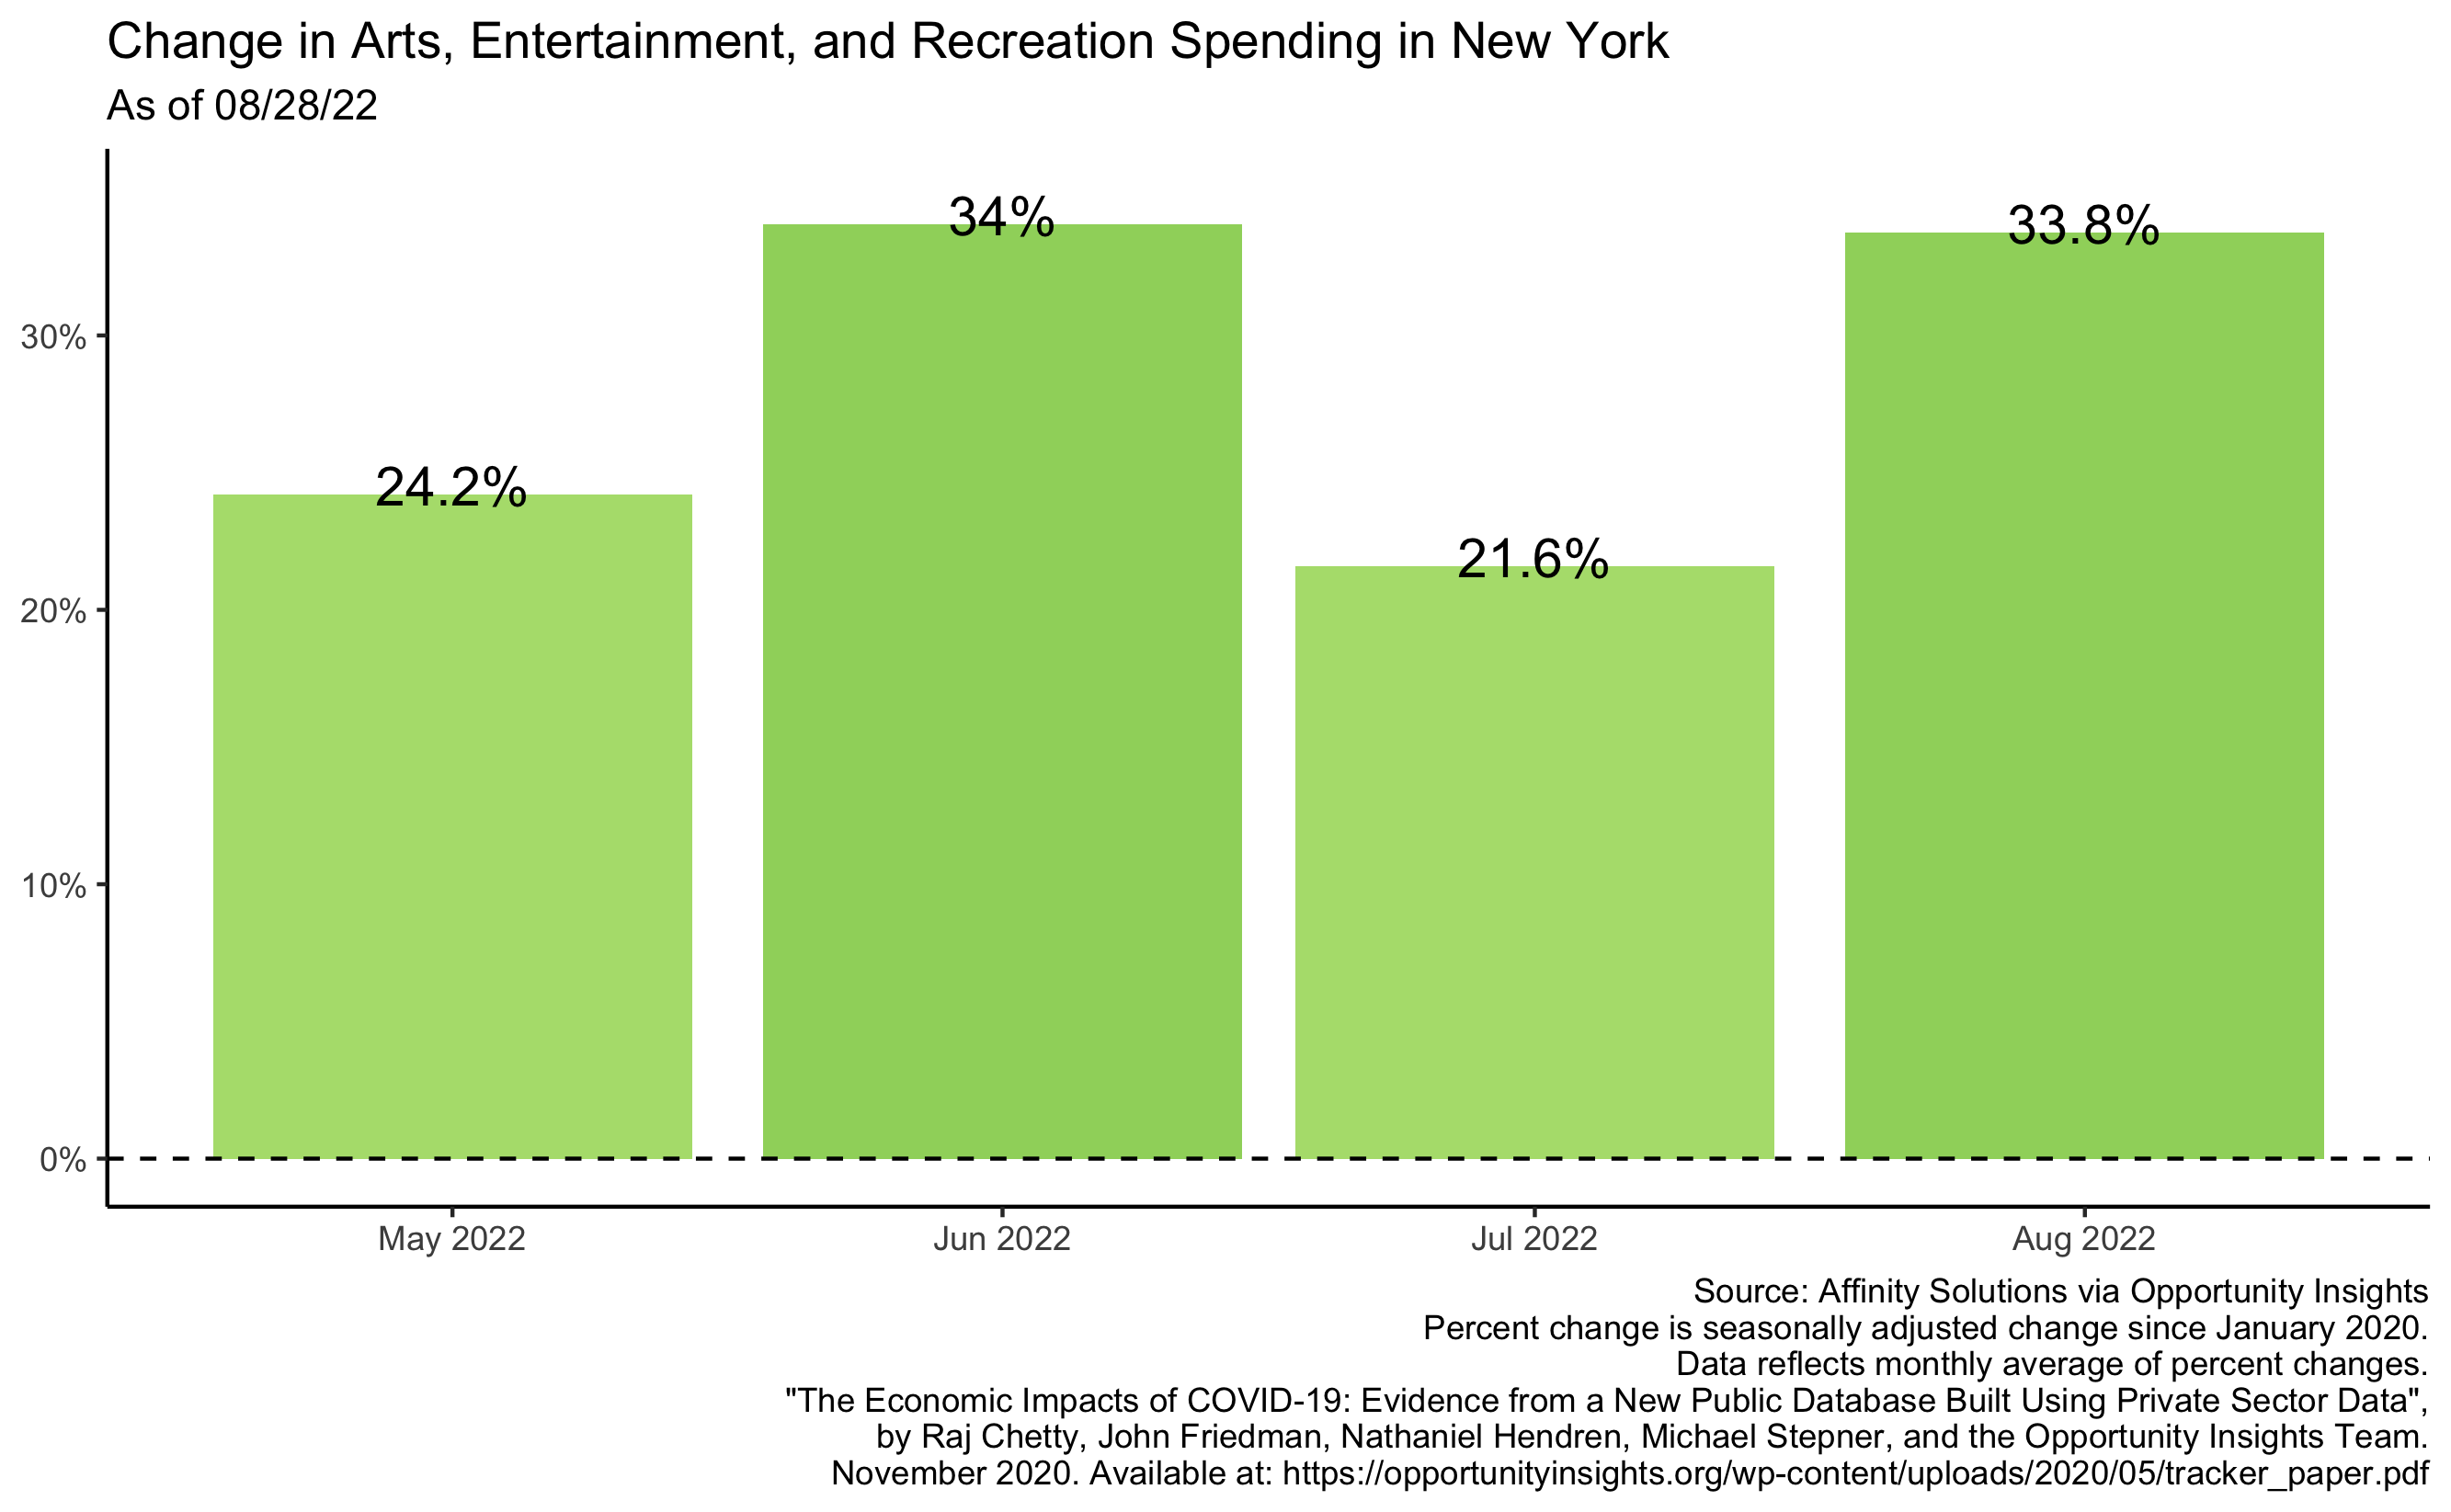 Change in Arts, Entertainment, and Recreation Spending in New York
As of 08/28/22
34%
33.8%
24.2%
21.6%
30%
20%
10%
0%
May 2022
Jun 2022
Jul 2022
Aug 2022
Source: Affinity Solutions via Opportunity Insights
Percent change is seasonally adjusted change since January 2020.
Data reflects monthly average of percent changes.
"The Economic Impacts of COVID-19: Evidence from a New Public Database Built Using Private Sector Data",
by Raj Chetty, John Friedman, Nathaniel Hendren, Michael Stepner, and the Opportunity Insights Team.
November 2020. Available at: https://opportunityinsights.org/wp-content/uploads/2020/05/tracker_paper.pdf